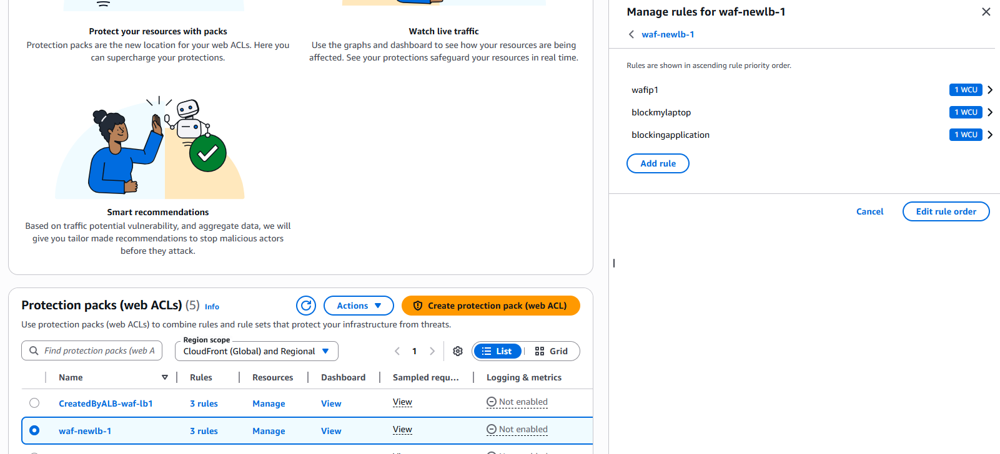 Protect your resources with packs
Protection packs are the new location for your web ACLs. Here you
can supercharge your protections.
Watch live traffic
Use the graphs and dashboard to see how your resources are being
affected. See your protections safeguard your resources in real time.
Smart recommendations
Based on traffic potential vulnerability, and aggregate data, we will
give you tailor made recommendations to stop malicious actors
before they attack.
Protection packs (web ACLs) (5) Info
Actions
Create protection pack (web ACL)
Use protection packs (web ACLs) to combine rules and rule sets that protect your infrastructure from threats.
Find protection packs (web A
Region scope
CloudFront (Global) and Regional
1
List
Grid
Name Rules Resources Dashboard Sampled requ... Logging & metrics
CreatedByALB-waf-lb1 3 rules Manage View View Not enabled
waf-newlb-1 3 rules Manage View View Not enabled
Manage rules for waf-newlb-1
waf-newlb-1
Rules are shown in ascending rule priority order.
wafip1 1 WCU
blockmylaptop 1 WCU
blockingapplication 1 WCU
Add rule
Cancel
Edit rule order